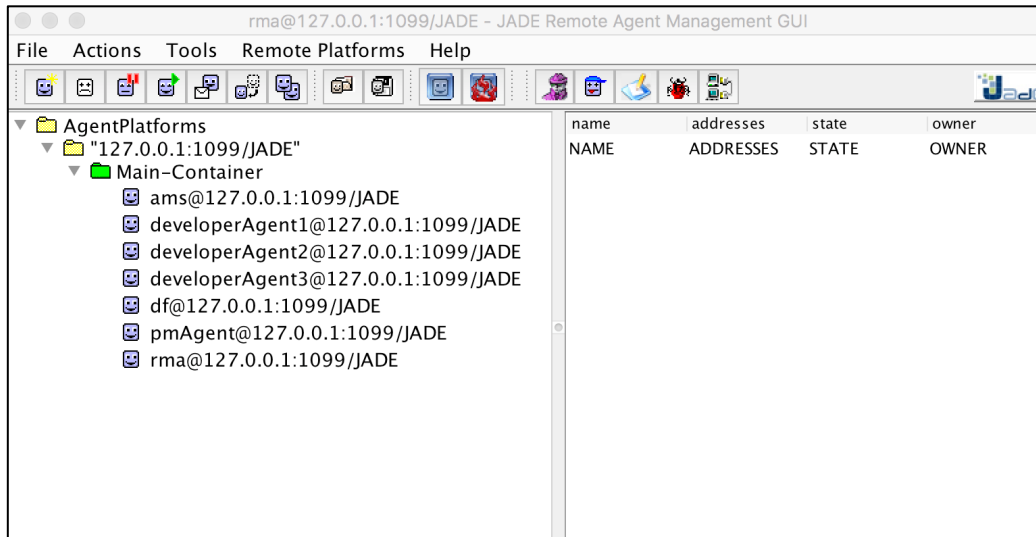 rma@127.0.0.1:1099/JADE - JADE Remote Agent Management GUI
File Actions Tools Remote Platforms Help
AgentPlatforms
"127.0.0.1:1099/JADE"
Main-Container
ams@127.0.0.1:1099/JADE
developerAgent1@127.0.0.1:1099/JADE
developerAgent2@127.0.0.1:1099/JADE
developerAgent3@127.0.0.1:1099/JADE
df@127.0.0.1:1099/JADE
pmAgent@127.0.0.1:1099/JADE
rma@127.0.0.1:1099/JADE
name addresses state owner
NAME ADDRESSES STATE OWNER